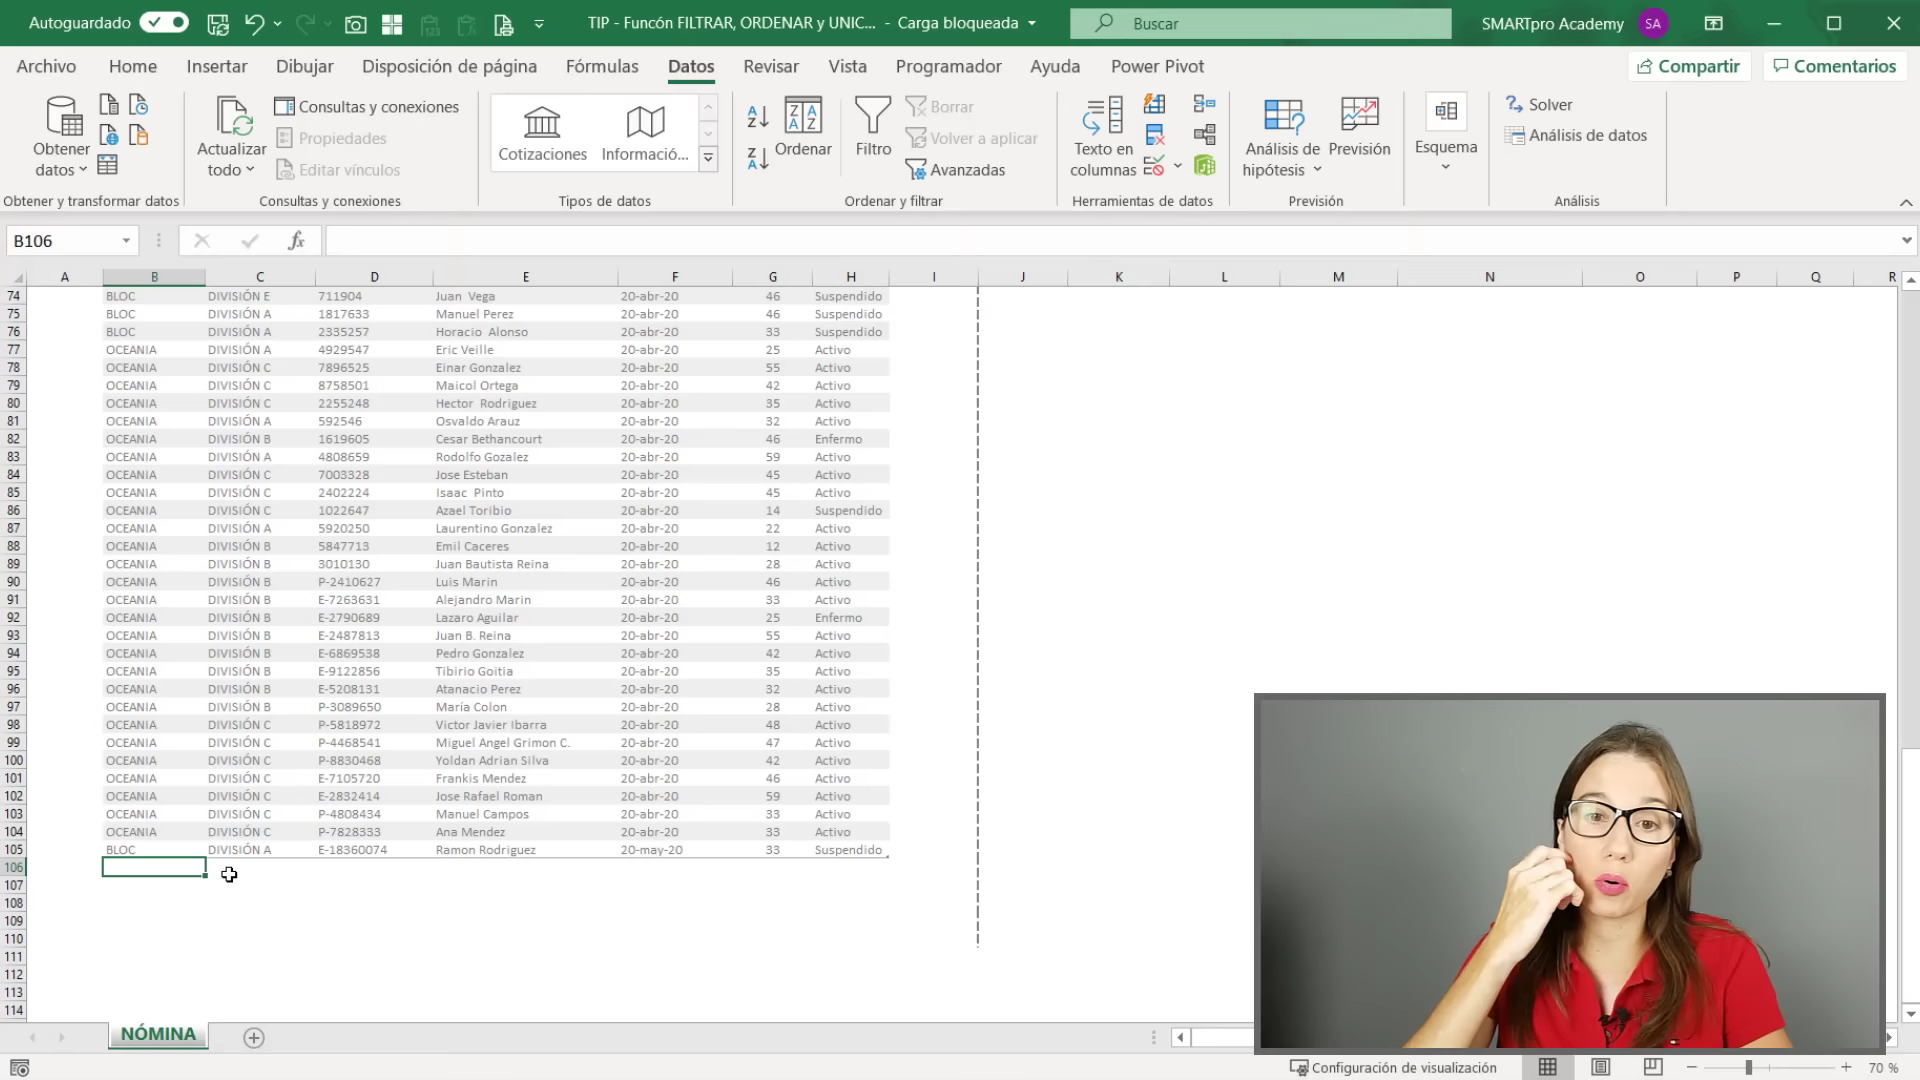 Autoguardado TIP - Funcón FILTRAR, ORDENAR y UNIC... - Carga bloqueada Buscar SMARTpro Academy SA
Archivo Home Insertar Dibujar Disposición de página Fórmulas Datos Revisar Vista Programador Ayuda Power Pivot Compartir Comentarios
Obtener datos
Actualizar todo
Consultas y conexiones
Propiedades
Editar vínculos
Cotizaciones Informació...
Ordenar
Filtro
Borrar
Volver a aplicar
Avanzadas
Texto en columnas
Análisis de hipótesis
Previsión
Esquema
Solver
Análisis de datos
Obtener y transformar datos Consultas y conexiones Tipos de datos Ordenar y filtrar Herramientas de datos Previsión Análisis
B106 fx
A B C D E F G H I J K L M N O P Q R
74 BLOC DIVISIÓN E 711904 Juan Vega 20-abr-20 46 Suspendido
75 BLOC DIVISIÓN A 1817633 Manuel Perez 20-abr-20 46 Suspendido
76 BLOC DIVISIÓN A 2335257 Horacio Alonso 20-abr-20 33 Suspendido
77 OCEANIA DIVISIÓN A 4929547 Eric Veille 20-abr-20 25 Activo
78 OCEANIA DIVISIÓN C 7896525 Einar Gonzalez 20-abr-20 55 Activo
79 OCEANIA DIVISIÓN C 8758501 Maicol Ortega 20-abr-20 42 Activo
80 OCEANIA DIVISIÓN C 2255248 Hector Rodriguez 20-abr-20 35 Activo
81 OCEANIA DIVISIÓN A 592546 Osvaldo Arauz 20-abr-20 32 Activo
82 OCEANIA DIVISIÓN B 1619605 Cesar Bethancourt 20-abr-20 46 Enfermo
83 OCEANIA DIVISIÓN A 4808659 Rodolfo Gozalez 20-abr-20 59 Activo
84 OCEANIA DIVISIÓN C 7003328 Jose Esteban 20-abr-20 45 Activo
85 OCEANIA DIVISIÓN C 2402224 Isaac Pinto 20-abr-20 45 Activo
86 OCEANIA DIVISIÓN C 1022647 Azael Toribio 20-abr-20 14 Suspendido
87 OCEANIA DIVISIÓN A 5920250 Laurentino Gonzalez 20-abr-20 22 Activo
88 OCEANIA DIVISIÓN B 5847713 Emil Caceres 20-abr-20 12 Activo
89 OCEANIA DIVISIÓN B 3010130 Juan Bautista Reina 20-abr-20 28 Activo
90 OCEANIA DIVISIÓN B P-2410627 Luis Marin 20-abr-20 46 Activo
91 OCEANIA DIVISIÓN B E-7263631 Alejandro Marin 20-abr-20 33 Activo
92 OCEANIA DIVISIÓN B E-2790689 Lazaro Aguilar 20-abr-20 25 Enfermo
93 OCEANIA DIVISIÓN B E-2487813 Juan B. Reina 20-abr-20 55 Activo
94 OCEANIA DIVISIÓN B E-6869538 Pedro Gonzalez 20-abr-20 42 Activo
95 OCEANIA DIVISIÓN B E-9122856 Tibirio Goitia 20-abr-20 35 Activo
96 OCEANIA DIVISIÓN B E-5208131 Atanacio Perez 20-abr-20 32 Activo
97 OCEANIA DIVISIÓN B P-3089650 María Colon 20-abr-20 28 Activo
98 OCEANIA DIVISIÓN C P-5818972 Victor Javier Ibarra 20-abr-20 48 Activo
99 OCEANIA DIVISIÓN C P-4468541 Miguel Angel Grimon C. 20-abr-20 47 Activo
100 OCEANIA DIVISIÓN C P-8830468 Yoldan Adrian Silva 20-abr-20 42 Activo
101 OCEANIA DIVISIÓN C E-7105720 Frankis Mendez 20-abr-20 46 Activo
102 OCEANIA DIVISIÓN C E-2832414 Jose Rafael Roman 20-abr-20 59 Activo
103 OCEANIA DIVISIÓN C P-4808434 Manuel Campos 20-abr-20 33 Activo
104 OCEANIA DIVISIÓN C P-7828333 Ana Mendez 20-abr-20 33 Activo
105 BLOC DIVISIÓN A E-18360074 Ramon Rodriguez 20-may-20 33 Suspendido
106
107
108
109
110
111
112
113
114
NÓMINA
Configuración de visualización 70 %